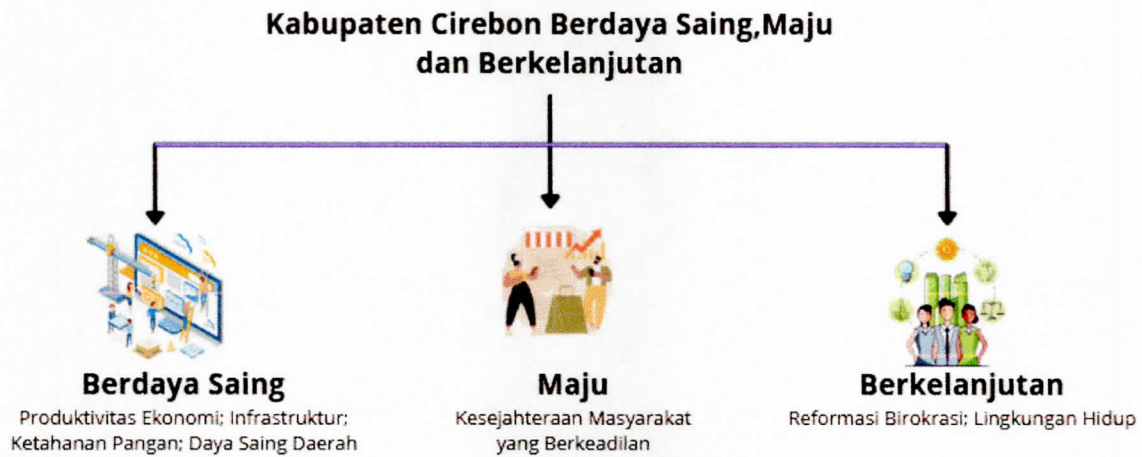 Kabupaten Cirebon Berdaya Saing,Maju
dan Berkelanjutan
Berdaya Saing
Produktivitas Ekonomi; Infrastruktur;
Ketahanan Pangan; Daya Saing Daerah
Maju
Kesejahteraan Masyarakat
yang Berkeadilan
Berkelanjutan
Reformasi Birokrasi; Lingkungan Hidup